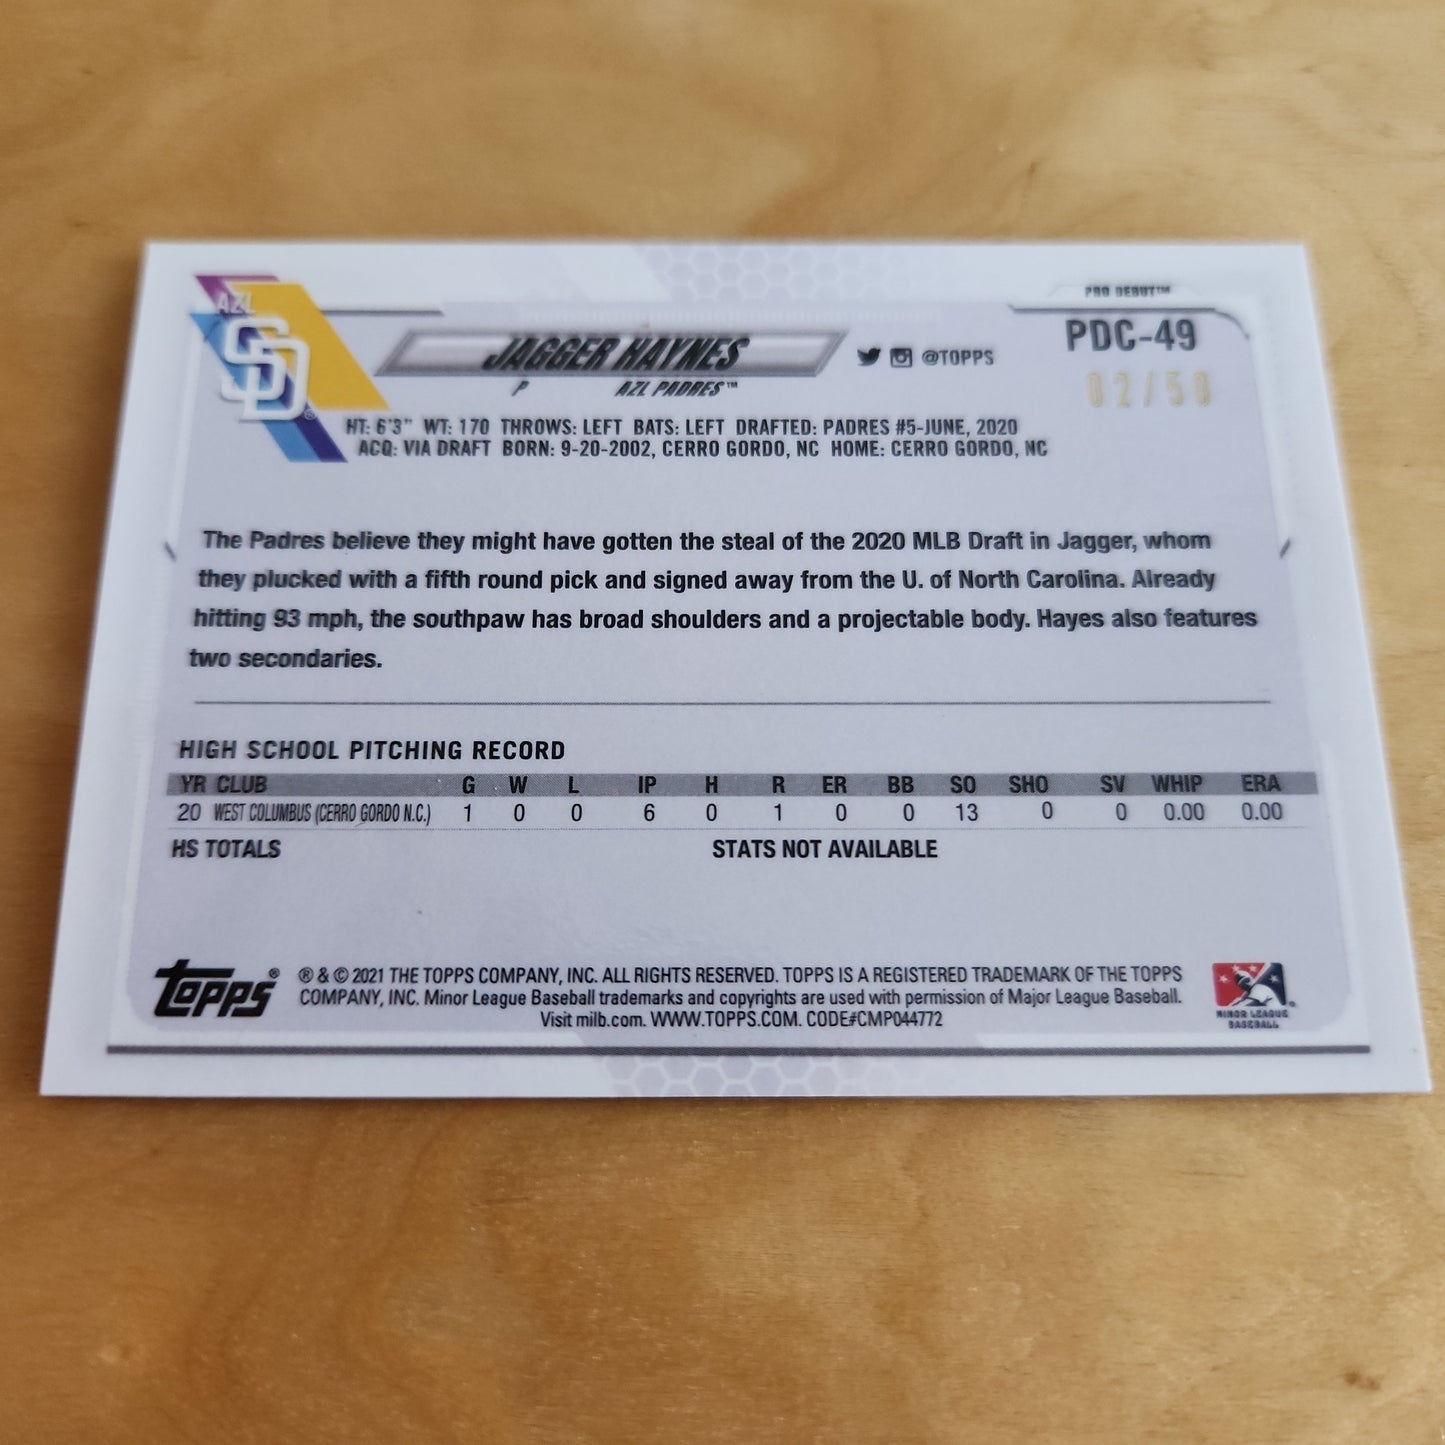 PRO DEBUT™
AZL
SD
JAGGER HAYNES
@TOPPS
PDC-49
P AZL PADRES™
02/50
HT: 6'3" WT: 170 THROWS: LEFT BATS: LEFT DRAFTED: PADRES #5-JUNE, 2020
ACQ: VIA DRAFT BORN: 9-20-2002, CERRO GORDO, NC HOME: CERRO GORDO, NC
The Padres believe they might have gotten the steal of the 2020 MLB Draft in Jagger, whom
they plucked with a fifth round pick and signed away from the U. of North Carolina. Already
hitting 93 mph, the southpaw has broad shoulders and a projectable body. Hayes also features
two secondaries.
HIGH SCHOOL PITCHING RECORD
YR CLUB G W L IP H R ER BB SO SHO SV WHIP ERA
20 WEST COLUMBUS (CERRO GORDO N.C.) 1 0 0 6 0 1 0 0 13 0 0 0.00 0.00
HS TOTALS STATS NOT AVAILABLE
topps®
® & © 2021 THE TOPPS COMPANY, INC. ALL RIGHTS RESERVED. TOPPS IS A REGISTERED TRADEMARK OF THE TOPPS
COMPANY, INC. Minor League Baseball trademarks and copyrights are used with permission of Major League Baseball.
Visit milb.com. WWW.TOPPS.COM. CODE#CMP044772
MINOR LEAGUE
BASEBALL